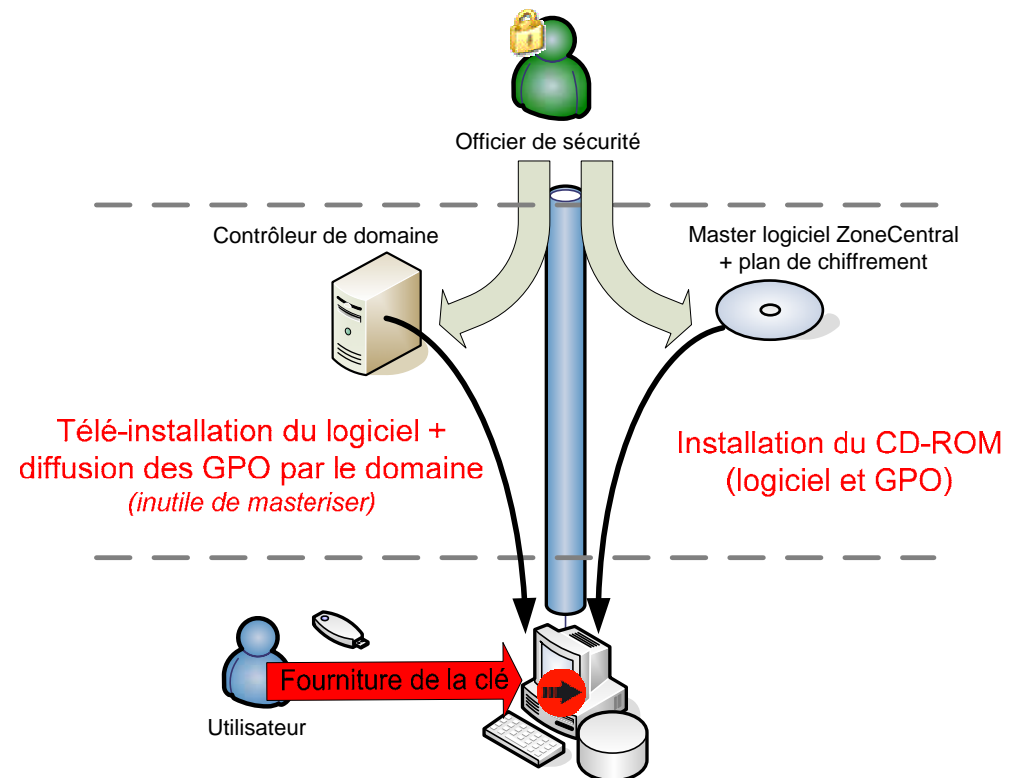 Officier de sécurité
Contrôleur de domaine
Master logiciel ZoneCentral
+ plan de chiffrement
Télé-installation du logiciel +
diffusion des GPO par le domaine
(inutile de masteriser)
Installation du CD-ROM
(logiciel et GPO)
Fourniture de la clé
Utilisateur